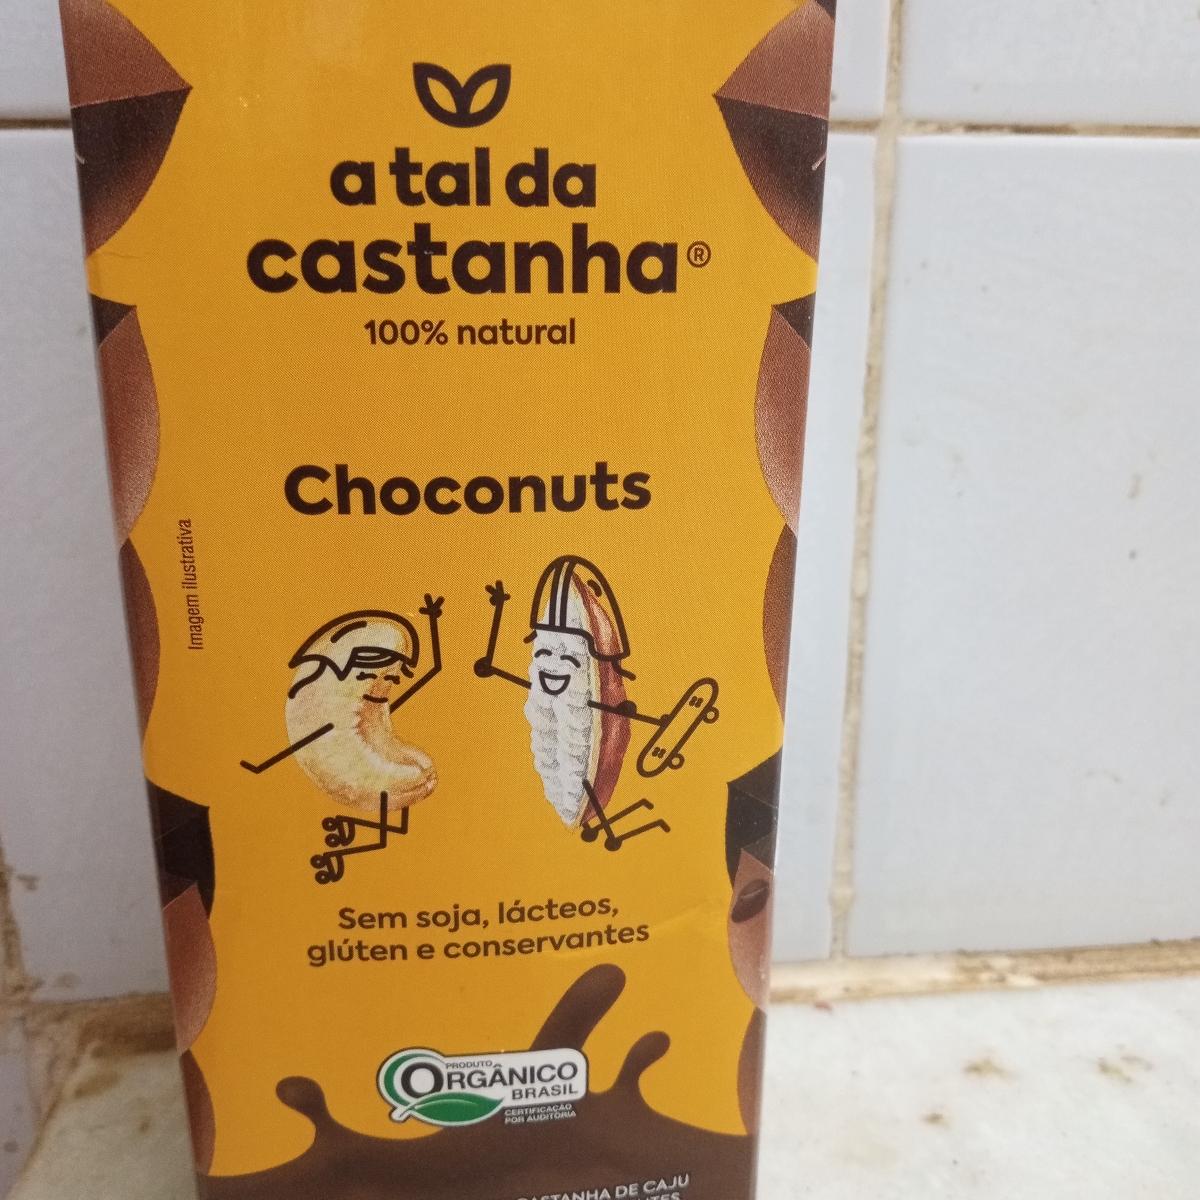 a tal da
castanha®
100% natural
Choconuts
Imagem ilustrativa
Sem soja, lácteos,
glúten e conservantes
PRODUTO
ORGÂNICO
BRASIL
CERTIFICAÇÃO
POR AUDITORIA
CASTANHA DE CAJU